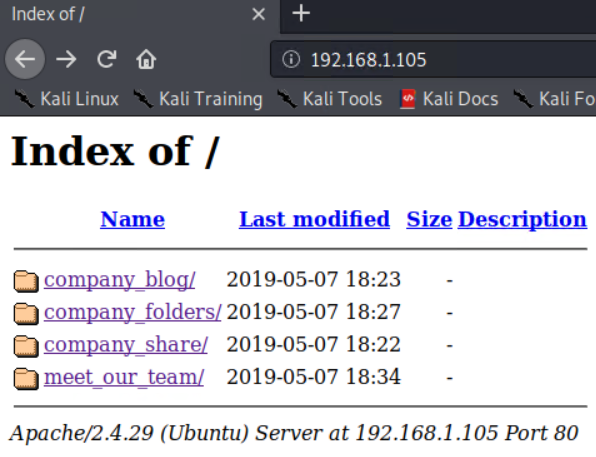 Index of /
192.168.1.105
Kali Linux Kali Training Kali Tools Kali Docs Kali Fo
Index of /
Name Last modified Size Description
company_blog/ 2019-05-07 18:23 -
company_folders/ 2019-05-07 18:27 -
company_share/ 2019-05-07 18:22 -
meet_our_team/ 2019-05-07 18:34 -
Apache/2.4.29 (Ubuntu) Server at 192.168.1.105 Port 80